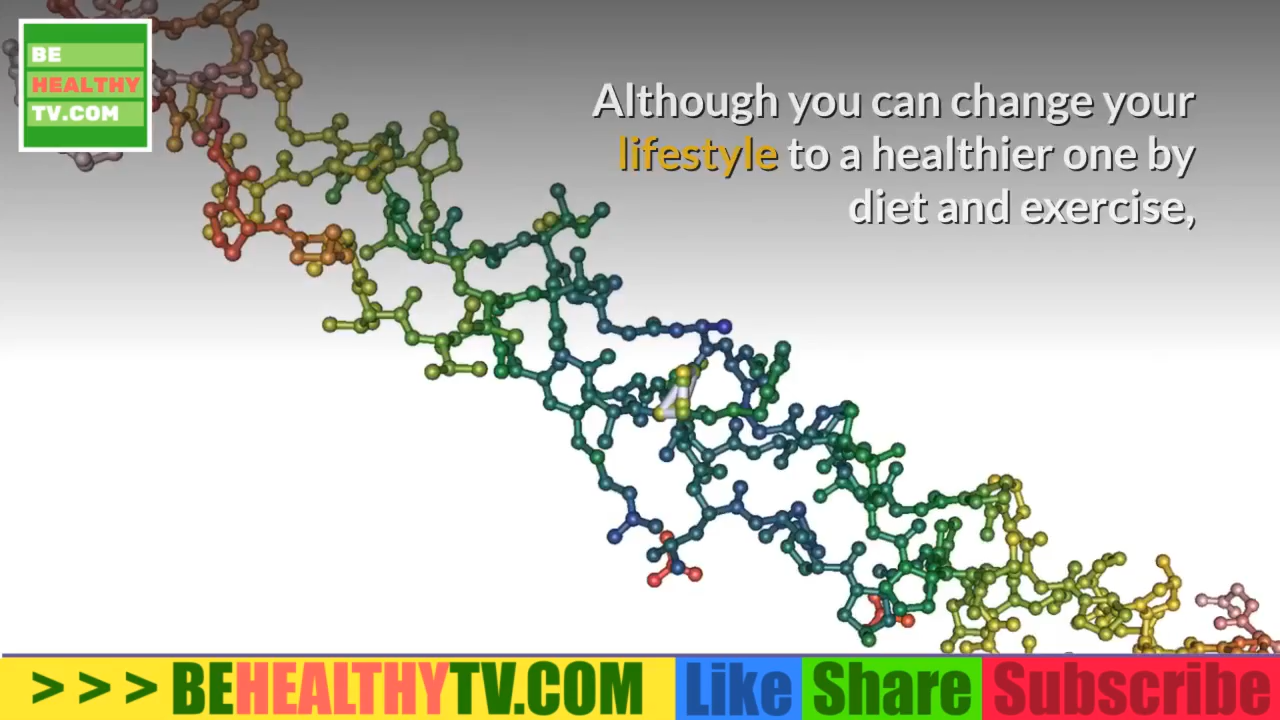 BE
HEALTHY
TV.COM
Although you can change your
lifestyle to a healthier one by
diet and exercise,
> > > BEHEALTHYTV.COM Like Share Subscribe